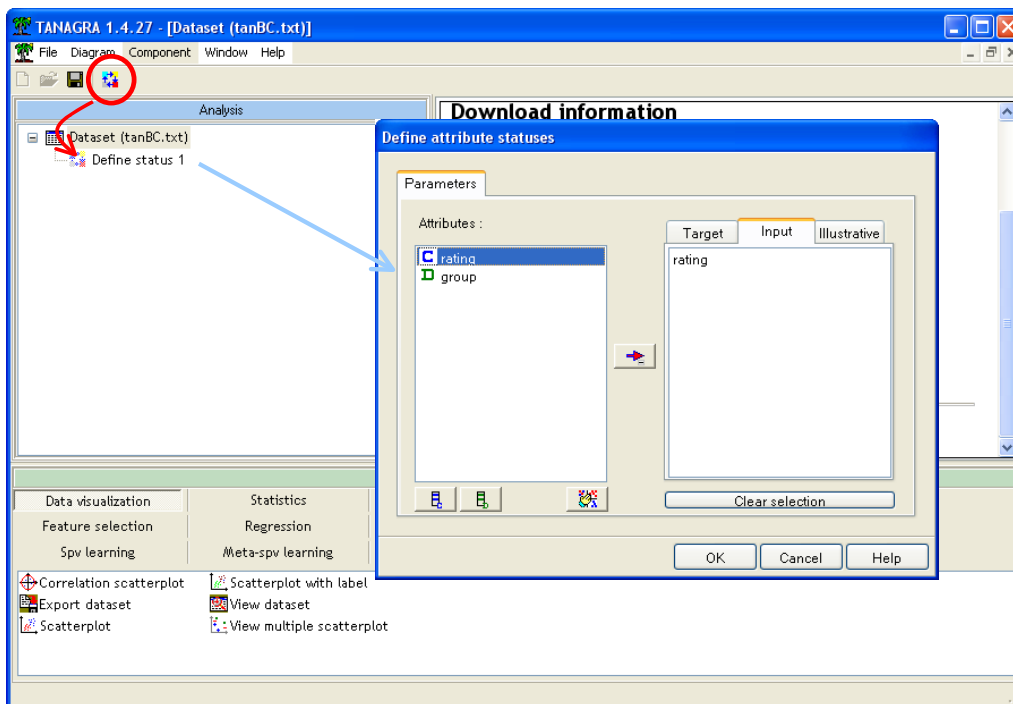 TANAGRA 1.4.27 - [Dataset (tanBC.txt)]
File Diagram Component Window Help
Analysis
Download information
Dataset (tanBC.txt)
Define status 1
Define attribute statuses
Parameters
Attributes :
C rating
D group
Target Input Illustrative
rating
Clear selection
OK Cancel Help
Data visualization Statistics
Feature selection Regression
Spv learning Meta-spv learning
Correlation scatterplot Scatterplot with label
Export dataset View dataset
Scatterplot View multiple scatterplot